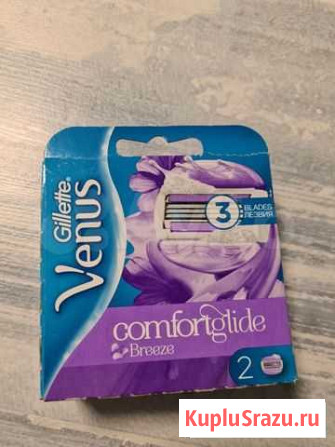 Gillette
Venus
3
BLADES
ЛЕЗВИЯ
comfortglide
Breeze
2
KupluSrazu.ru